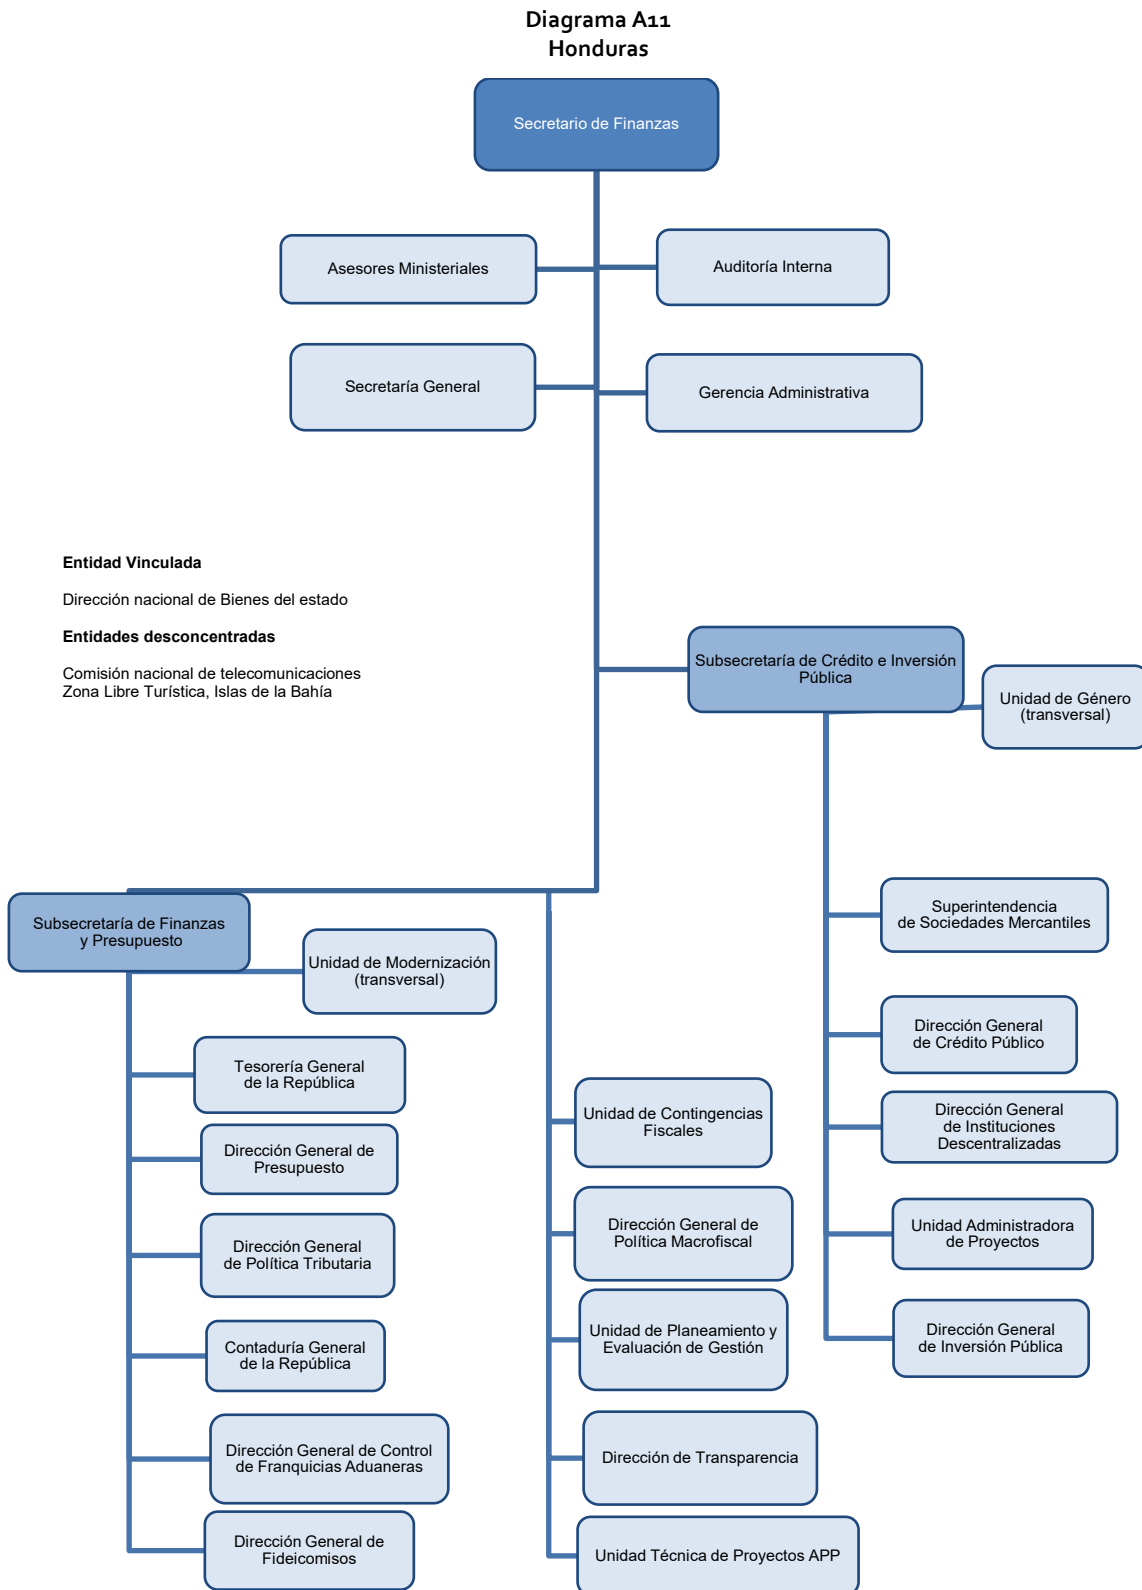 Diagrama A11
Honduras
Secretario de Finanzas
Asesores Ministeriales
Auditoría Interna
Secretaría General
Gerencia Administrativa
Entidad Vinculada
Dirección nacional de Bienes del estado
Entidades desconcentradas
Comisión nacional de telecomunicaciones
Zona Libre Turística, Islas de la Bahía
Subsecretaría de Crédito e Inversión
Pública
Unidad de Género
(transversal)
Subsecretaría de Finanzas
y Presupuesto
Unidad de Modernización
(transversal)
Tesorería General
de la República
Dirección General de
Presupuesto
Dirección General
de Política Tributaria
Contaduría General
de la República
Dirección General de Control
de Franquicias Aduaneras
Dirección General de
Fideicomisos
Unidad de Contingencias
Fiscales
Dirección General de
Política Macrofiscal
Unidad de Planeamiento y
Evaluación de Gestión
Dirección de Transparencia
Unidad Técnica de Proyectos APP
Superintendencia
de Sociedades Mercantiles
Dirección General
de Crédito Público
Dirección General
de Instituciones
Descentralizadas
Unidad Administradora
de Proyectos
Dirección General
de Inversión Pública